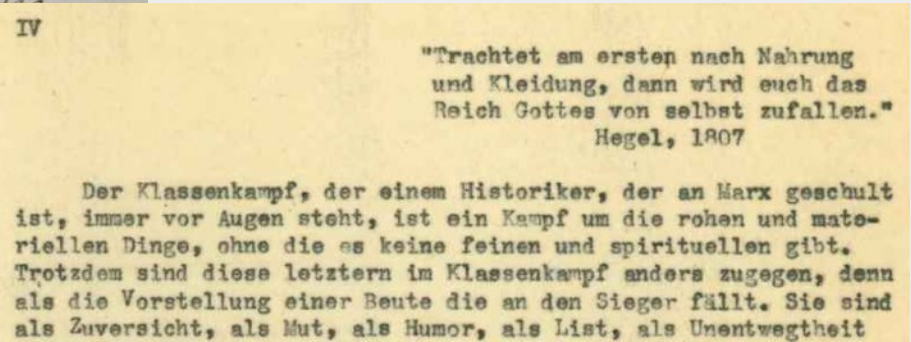 IV
"Trachtet am ersten nach Nahrung
und Kleidung, dann wird euch das
Reich Gottes von selbst zufallen."
Hegel, 1807
Der Klassenkampf, der einem Historiker, der an Marx geschult
ist, immer vor Augen steht, ist ein Kampf um die rohen und mate-
riellen Dinge, ohne die es keine feinen und spirituellen gibt.
Trotzdem sind diese letztern im Klassenkampf anders zugegen, denn
als die Vorstellung einer Beute die an den Sieger fällt. Sie sind
als Zuversicht, als Mut, als Humor, als List, als Unentwegtheit